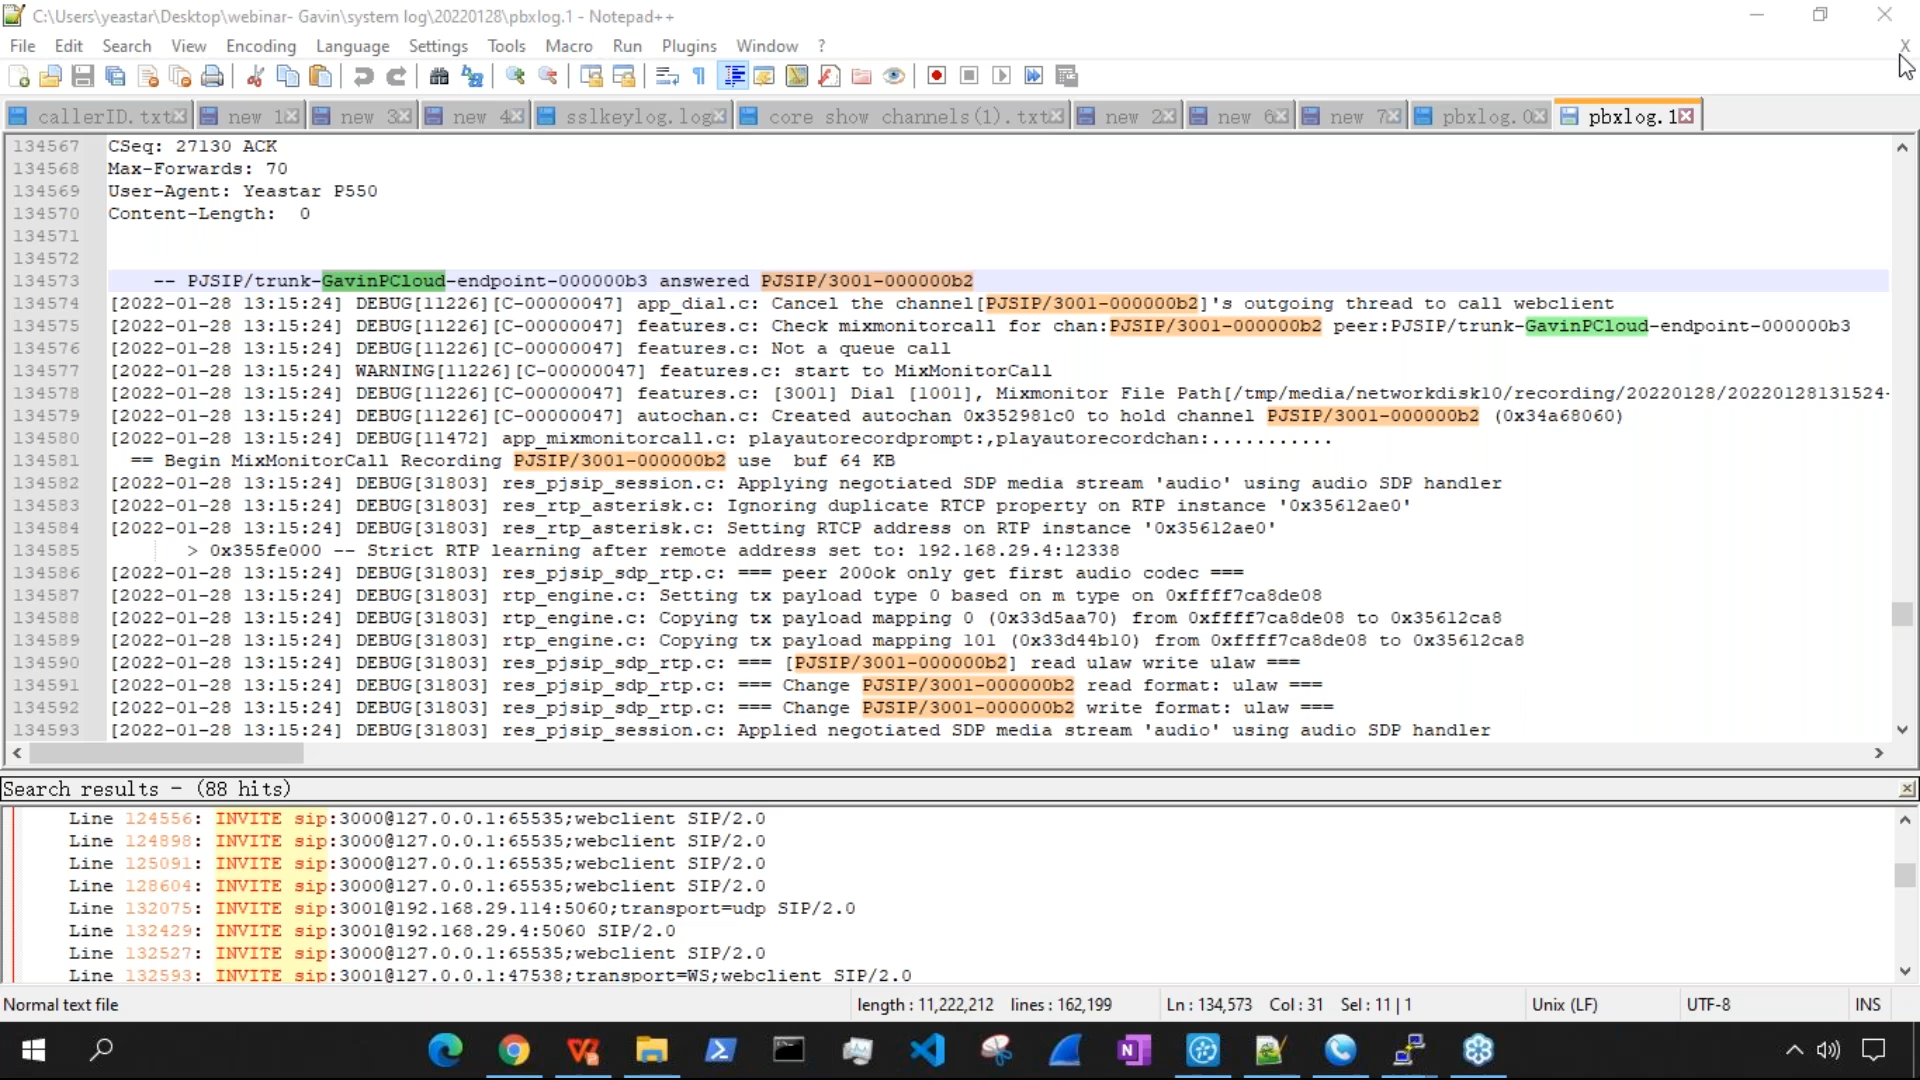 C:\Users\yeastar\Desktop\webinar- Gavin\system log\20220128\pbxlog.1 - Notepad++
File Edit Search View Encoding Language Settings Tools Macro Run Plugins Window ? X
callerID.txt new 1 new 3 new 4 sslkeylog.log core show channels(1).txt new 2 new 6 new 7 pbxlog.0 pbxlog.1
134567 CSeq: 27130 ACK
134568 Max-Forwards: 70
134569 User-Agent: Yeastar P550
134570 Content-Length:  0
134571
134572
134573     -- PJSIP/trunk-GavinPCloud-endpoint-000000b3 answered PJSIP/3001-000000b2
134574 [2022-01-28 13:15:24] DEBUG[11226][C-00000047] app_dial.c: Cancel the channel[PJSIP/3001-000000b2]'s outgoing thread to call webclient
134575 [2022-01-28 13:15:24] DEBUG[11226][C-00000047] features.c: Check mixmonitorcall for chan:PJSIP/3001-000000b2 peer:PJSIP/trunk-GavinPCloud-endpoint-000000b3
134576 [2022-01-28 13:15:24] DEBUG[11226][C-00000047] features.c: Not a queue call
134577 [2022-01-28 13:15:24] WARNING[11226][C-00000047] features.c: start to MixMonitorCall
134578 [2022-01-28 13:15:24] DEBUG[11226][C-00000047] features.c: [3001] Dial [1001], Mixmonitor File Path[/tmp/media/networkdisk10/recording/20220128/20220128131524-
134579 [2022-01-28 13:15:24] DEBUG[11226][C-00000047] autochan.c: Created autochan 0x352981c0 to hold channel PJSIP/3001-000000b2 (0x34a68060)
134580 [2022-01-28 13:15:24] DEBUG[11472] app_mixmonitorcall.c: playautorecordprompt:,playautorecordchan:...........
134581   == Begin MixMonitorCall Recording PJSIP/3001-000000b2 use  buf 64 KB
134582 [2022-01-28 13:15:24] DEBUG[31803] res_pjsip_session.c: Applying negotiated SDP media stream 'audio' using audio SDP handler
134583 [2022-01-28 13:15:24] DEBUG[31803] res_rtp_asterisk.c: Ignoring duplicate RTCP property on RTP instance '0x35612ae0'
134584 [2022-01-28 13:15:24] DEBUG[31803] res_rtp_asterisk.c: Setting RTCP address on RTP instance '0x35612ae0'
134585        > 0x355fe000 -- Strict RTP learning after remote address set to: 192.168.29.4:12338
134586 [2022-01-28 13:15:24] DEBUG[31803] res_pjsip_sdp_rtp.c: === peer 200ok only get first audio codec ===
134587 [2022-01-28 13:15:24] DEBUG[31803] rtp_engine.c: Setting tx payload type 0 based on m type on 0xffff7ca8de08
134588 [2022-01-28 13:15:24] DEBUG[31803] rtp_engine.c: Copying tx payload mapping 0 (0x33d5aa70) from 0xffff7ca8de08 to 0x35612ca8
134589 [2022-01-28 13:15:24] DEBUG[31803] rtp_engine.c: Copying tx payload mapping 101 (0x33d44b10) from 0xffff7ca8de08 to 0x35612ca8
134590 [2022-01-28 13:15:24] DEBUG[31803] res_pjsip_sdp_rtp.c: === [PJSIP/3001-000000b2] read ulaw write ulaw ===
134591 [2022-01-28 13:15:24] DEBUG[31803] res_pjsip_sdp_rtp.c: === Change PJSIP/3001-000000b2 read format: ulaw ===
134592 [2022-01-28 13:15:24] DEBUG[31803] res_pjsip_sdp_rtp.c: === Change PJSIP/3001-000000b2 write format: ulaw ===
134593 [2022-01-28 13:15:24] DEBUG[31803] res_pjsip_session.c: Applied negotiated SDP media stream 'audio' using audio SDP handler
Search results - (88 hits)
Line 124556: INVITE sip:3000@127.0.0.1:65535;webclient SIP/2.0
Line 124898: INVITE sip:3000@127.0.0.1:65535;webclient SIP/2.0
Line 125091: INVITE sip:3000@127.0.0.1:65535;webclient SIP/2.0
Line 128604: INVITE sip:3000@127.0.0.1:65535;webclient SIP/2.0
Line 132075: INVITE sip:3001@192.168.29.114:5060;transport=udp SIP/2.0
Line 132429: INVITE sip:3001@192.168.29.4:5060 SIP/2.0
Line 132527: INVITE sip:3000@127.0.0.1:65535;webclient SIP/2.0
Line 132593: INVITE sip:3001@127.0.0.1:47538;transport=WS;webclient SIP/2.0
Normal text file length : 11,222,212 lines : 162,199 Ln : 134,573 Col : 31 Sel : 11 | 1 Unix (LF) UTF-8 INS